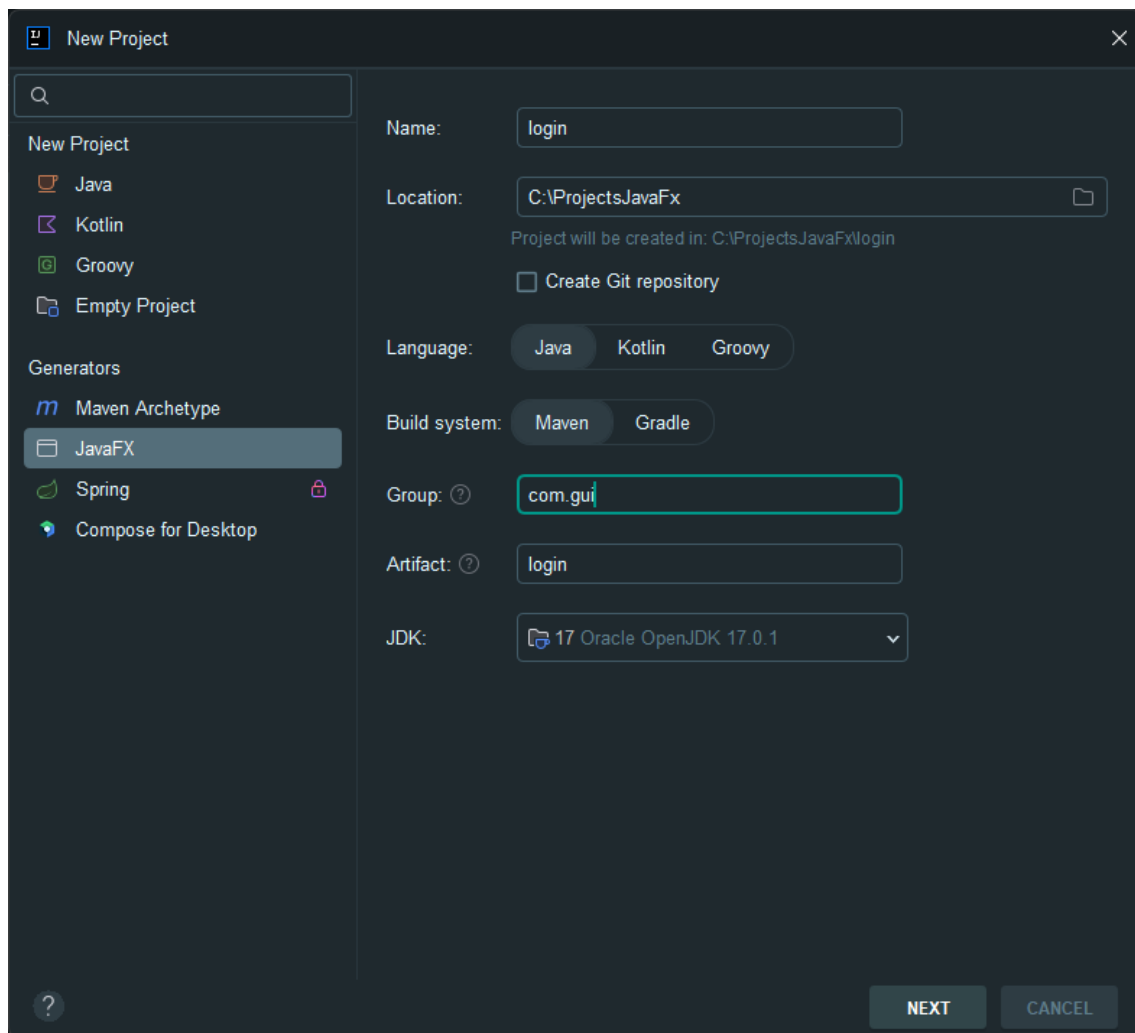 New Project
New Project
Java
Kotlin
Groovy
Empty Project
Generators
Maven Archetype
JavaFX
Spring
Compose for Desktop
Name: login
Location: C:\ProjectsJavaFx
Project will be created in: C:\ProjectsJavaFx\login
Create Git repository
Language: Java Kotlin Groovy
Build system: Maven Gradle
Group: ? com.gui
Artifact: ? login
JDK: 17 Oracle OpenJDK 17.0.1
? NEXT CANCEL